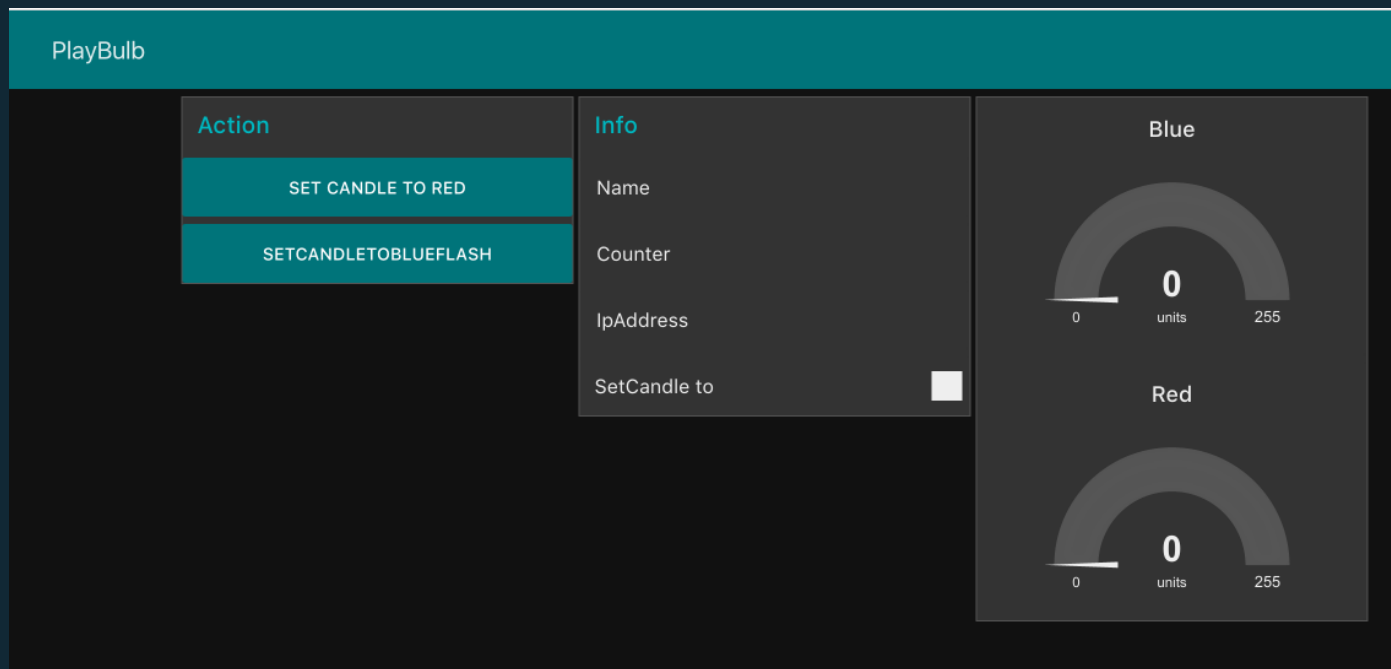 PlayBulb
Action
SET CANDLE TO RED
SETCANDLETOBLUEFLASH
Info
Name
Counter
IpAddress
SetCandle to
Blue
0
0
units
255
Red
0
0
units
255